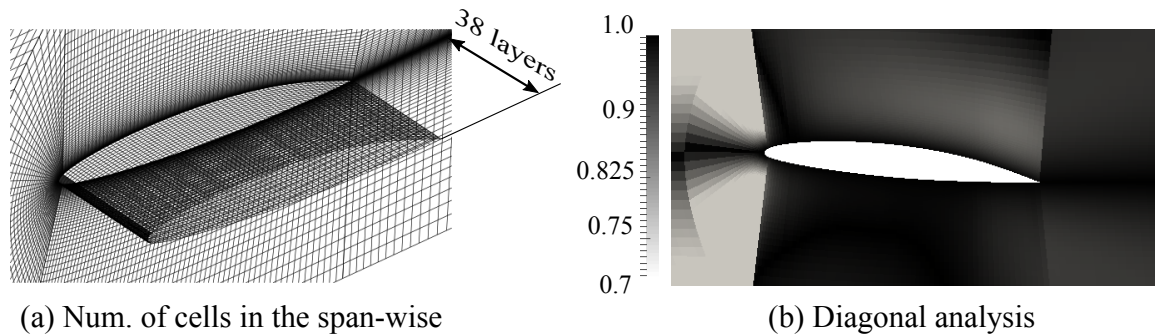 38 layers
1.0
0.9
0.825
0.75
0.7
(a) Num. of cells in the span-wise
(b) Diagonal analysis